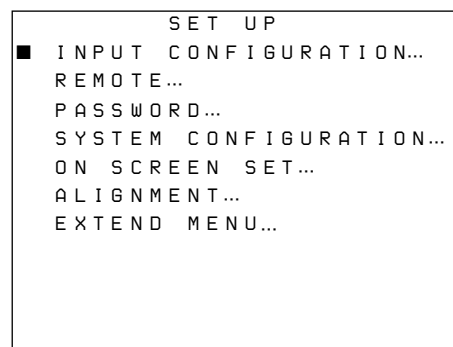 SET UP
■ INPUT CONFIGURATION…
REMOTE…
PASSWORD…
SYSTEM CONFIGURATION…
ON SCREEN SET…
ALIGNMENT…
EXTEND MENU…